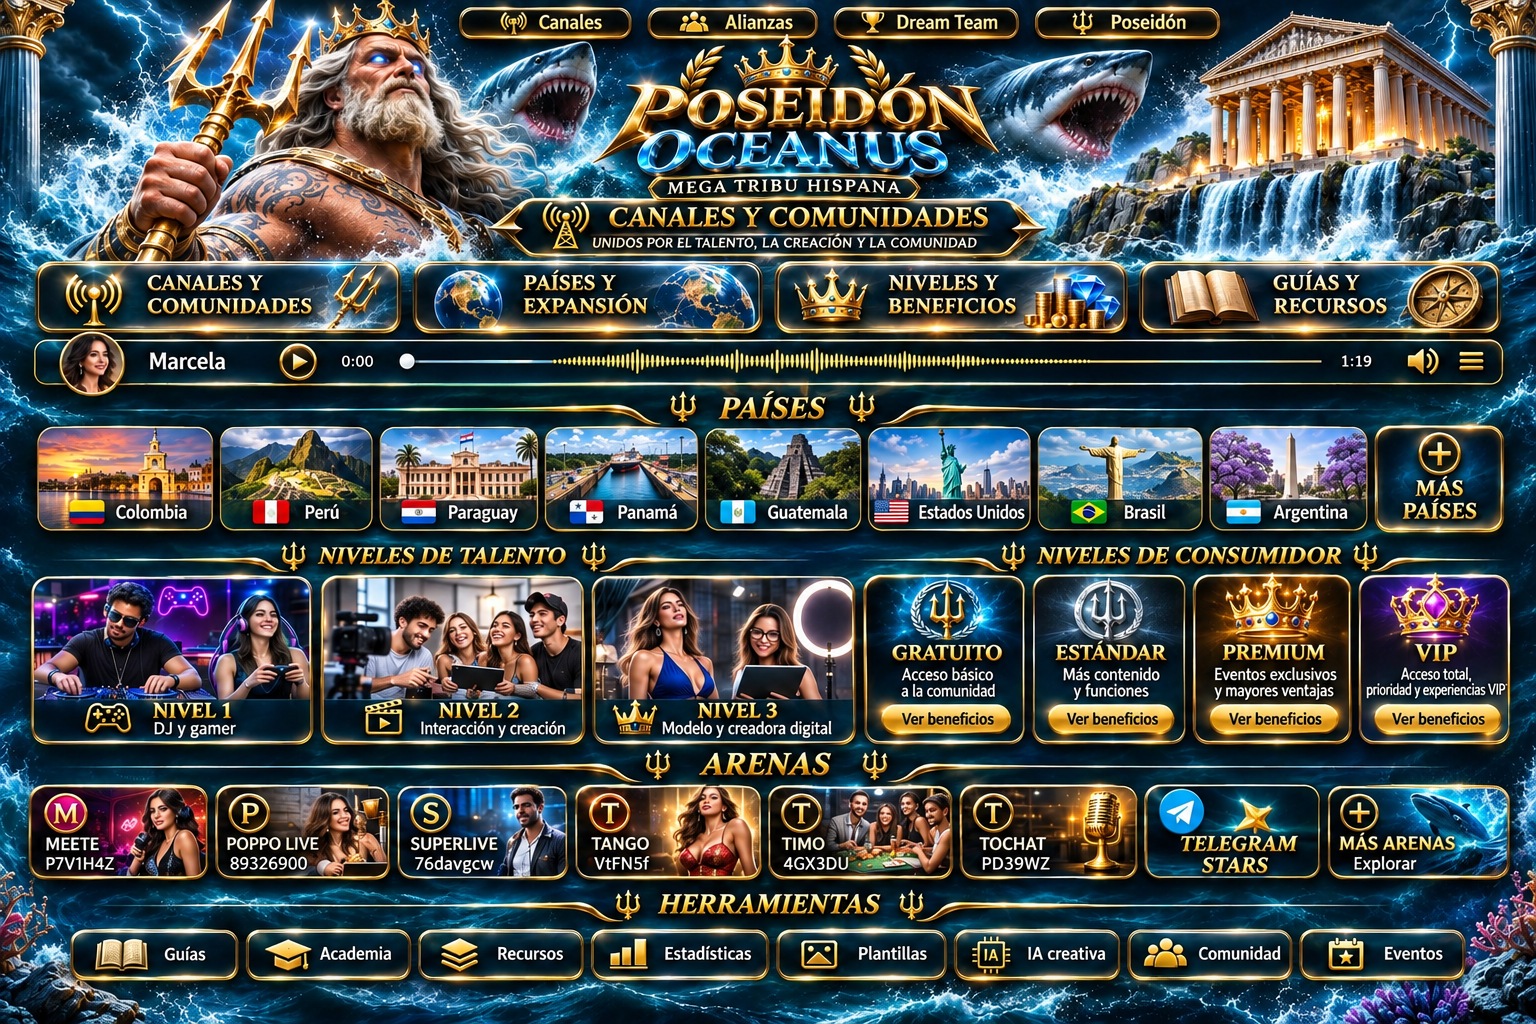 Canales
Alianzas
Dream Team
Poseidón
POSEIDÓN
OCEANUS
MEGA TRIBU HISPANA
CANALES Y COMUNIDADES
UNIDOS POR EL TALENTO, LA CREACIÓN Y LA COMUNIDAD
CANALES Y
COMUNIDADES
PAÍSES Y
EXPANSIÓN
NIVELES Y
BENEFICIOS
GUÍAS Y
RECURSOS
Marcela
0:00
1:19
PAÍSES
Colombia
Perú
Paraguay
Panamá
Guatemala
Estados Unidos
Brasil
Argentina
MÁS
PAÍSES
NIVELES DE TALENTO
NIVEL 1
DJ y gamer
NIVEL 2
Interacción y creación
NIVEL 3
Modelo y creadora digital
NIVELES DE CONSUMIDOR
GRATUITO
Acceso básico
a la comunidad
Ver beneficios
ESTÁNDAR
Más contenido
y funciones
Ver beneficios
PREMIUM
Eventos exclusivos
y mayores ventajas
Ver beneficios
VIP
Acceso total,
prioridad y experiencias VIP
Ver beneficios
ARENAS
M
MEETE
P7V1H4Z
P
POPPO LIVE
89326900
S
SUPERLIVE
76davgcw
T
TANGO
VtFN5f
T
TIMO
4GX3DU
T
TOCHAT
PD39WZ
TELEGRAM
STARS
MÁS ARENAS
Explorar
HERRAMIENTAS
Guías
Academia
Recursos
Estadísticas
Plantillas
IA
IA creativa
Comunidad
Eventos